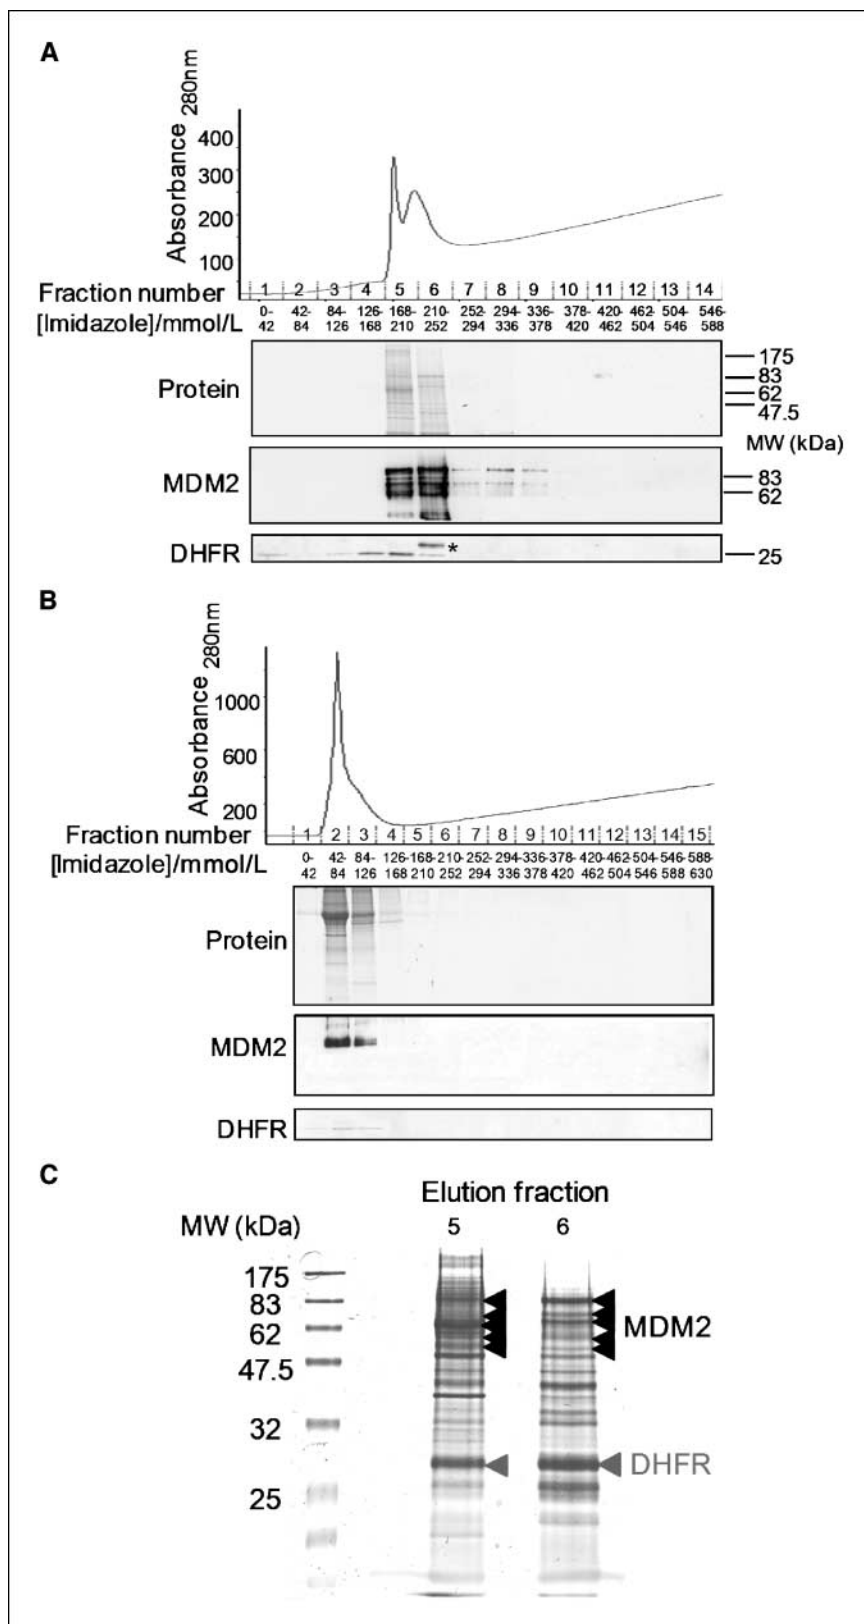 A
Absorbance 280nm
400
300
200
100
Fraction number 1 2 3 4 5 6 7 8 9 10 11 12 13 14
[Imidazole]/mmol/L 0-42 42-84 84-126 126-168 168-210 210-252 252-294 294-336 336-378 378-420 420-462 462-504 504-546 546-588
Protein
175
83
62
47.5
MW (kDa)
MDM2
83
62
DHFR
*
25
B
Absorbance 280nm
1000
600
200
Fraction number 1 2 3 4 5 6 7 8 9 10 11 12 13 14 15
[Imidazole]/mmol/L 0-42 42-84 84-126 126-168 168-210 210-252 252-294 294-336 336-378 378-420 420-462 462-504 504-546 546-588 588-630
Protein
MDM2
DHFR
C
Elution fraction
MW (kDa) 5 6
175
83
62
47.5
32
25
MDM2
DHFR